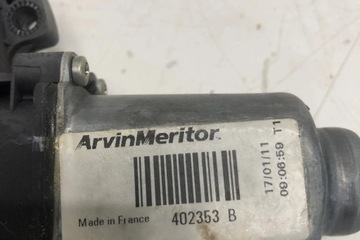 ArvinMeritor
Made in France 402353 B
17/01/11
09:06:59 T1